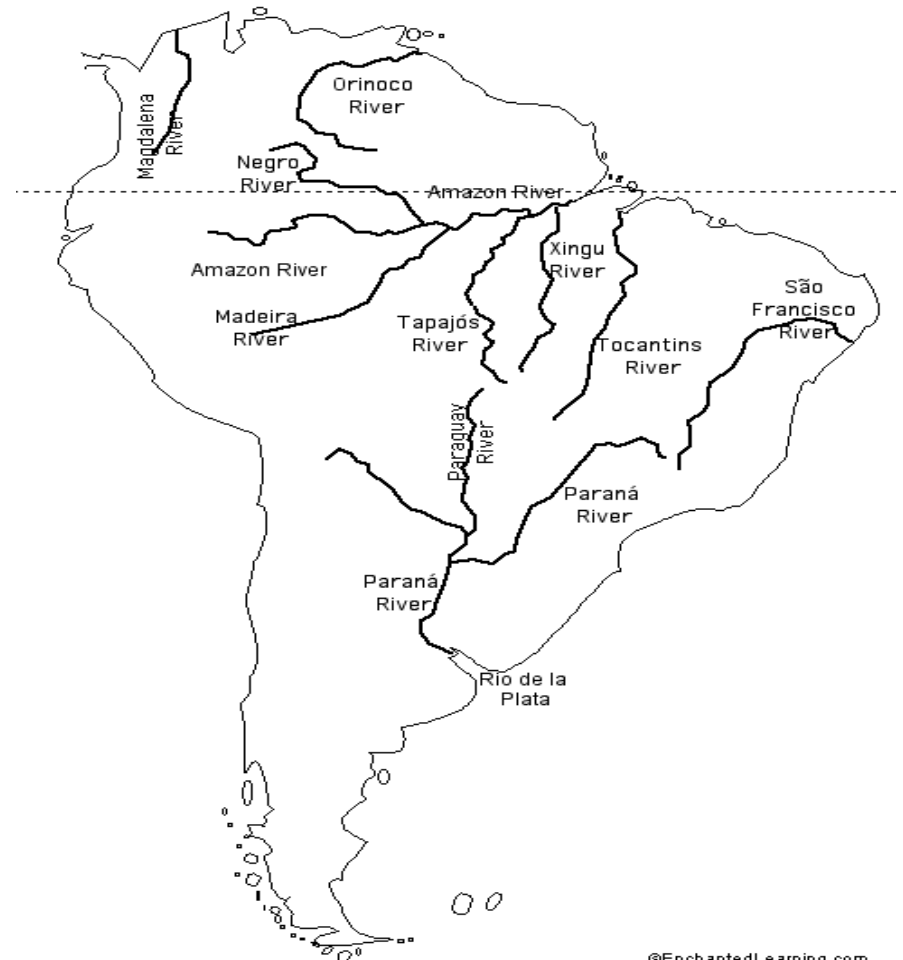 Orinoco
River
Magdalena
River
Negro
River
Amazon River
Amazon River
Xingu
River
São
Francisco
River
Madeira
River
Tapajós
River
Tocantins
River
Paraguay
River
Paraná
River
Paraná
River
Río de la
Plata
©EnchantedLearning.com